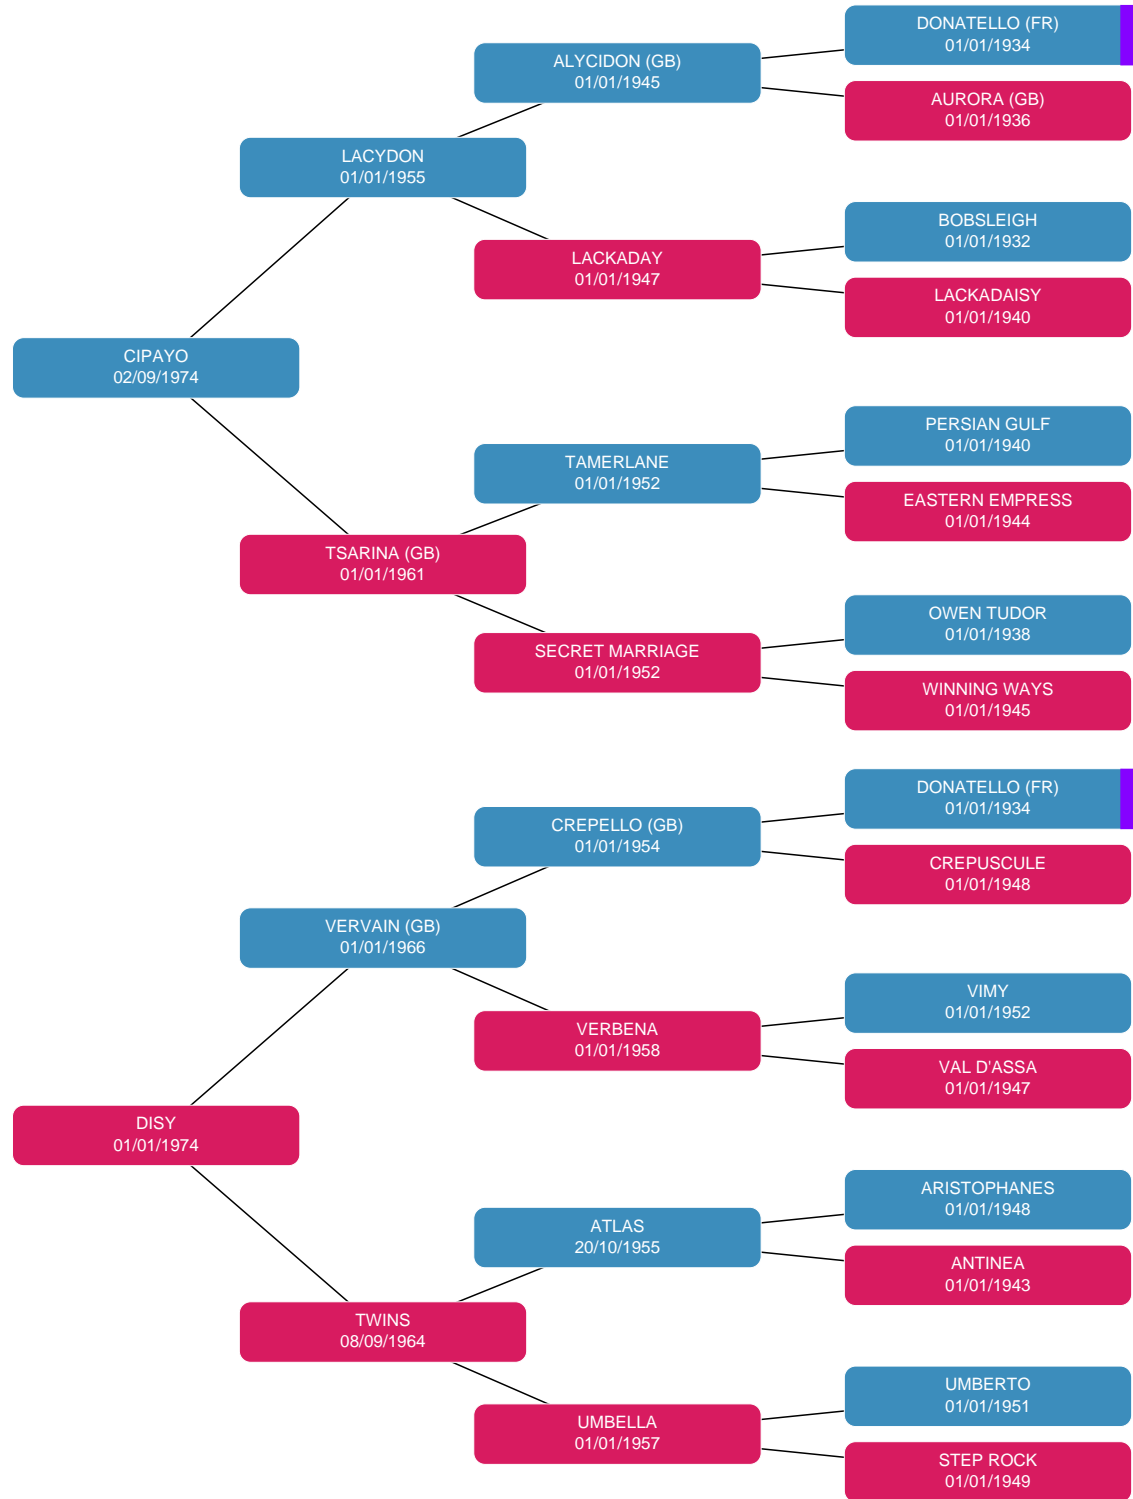 DONATELLO (FR)
01/01/1934
ALYCIDON (GB)
01/01/1945
AURORA (GB)
01/01/1936
LACYDON
01/01/1955
BOBSLEIGH
01/01/1932
LACKADAY
01/01/1947
LACKADAISY
01/01/1940
CIPAYO
02/09/1974
PERSIAN GULF
01/01/1940
TAMERLANE
01/01/1952
EASTERN EMPRESS
01/01/1944
TSARINA (GB)
01/01/1961
OWEN TUDOR
01/01/1938
SECRET MARRIAGE
01/01/1952
WINNING WAYS
01/01/1945
DONATELLO (FR)
01/01/1934
CREPELLO (GB)
01/01/1954
CREPUSCULE
01/01/1948
VERVAIN (GB)
01/01/1966
VIMY
01/01/1952
VERBENA
01/01/1958
VAL D'ASSA
01/01/1947
DISY
01/01/1974
ARISTOPHANES
01/01/1948
ATLAS
20/10/1955
ANTINEA
01/01/1943
TWINS
08/09/1964
UMBERTO
01/01/1951
UMBELLA
01/01/1957
STEP ROCK
01/01/1949